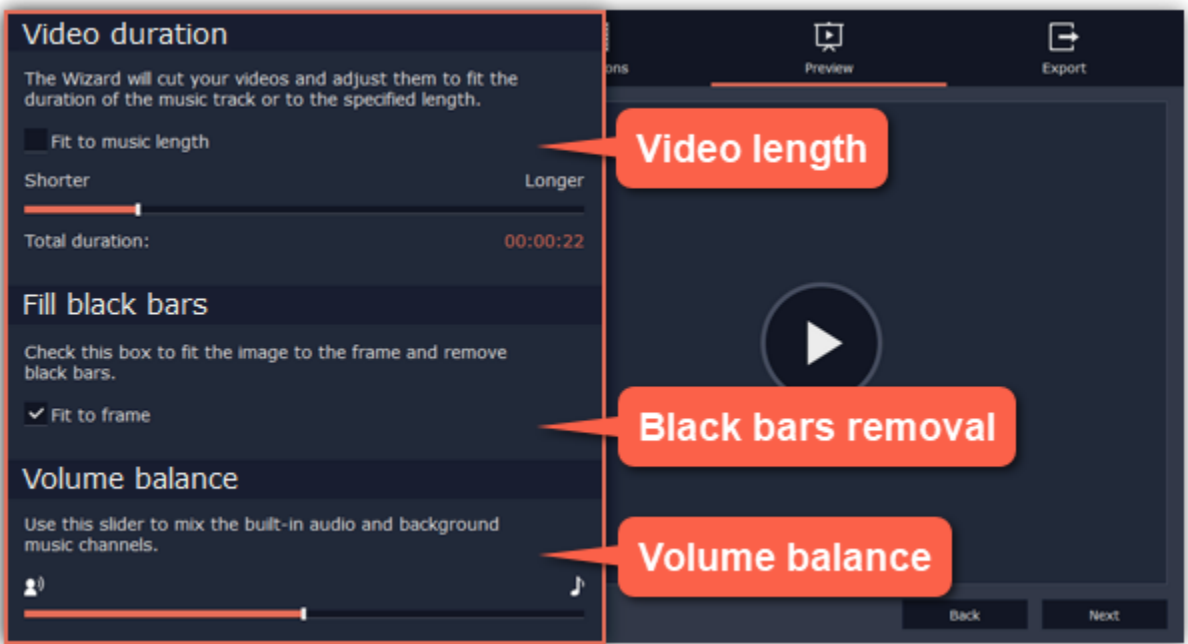 Video duration
The Wizard will cut your videos and adjust them to fit the
duration of the music track or to the specified length.
Fit to music length
Shorter
Longer
Total duration:
00:00:22
Fill black bars
Check this box to fit the image to the frame and remove
black bars.
Fit to frame
Volume balance
Use this slider to mix the built-in audio and background
music channels.
ons
Preview
Export
Video length
Black bars removal
Volume balance
Back
Next